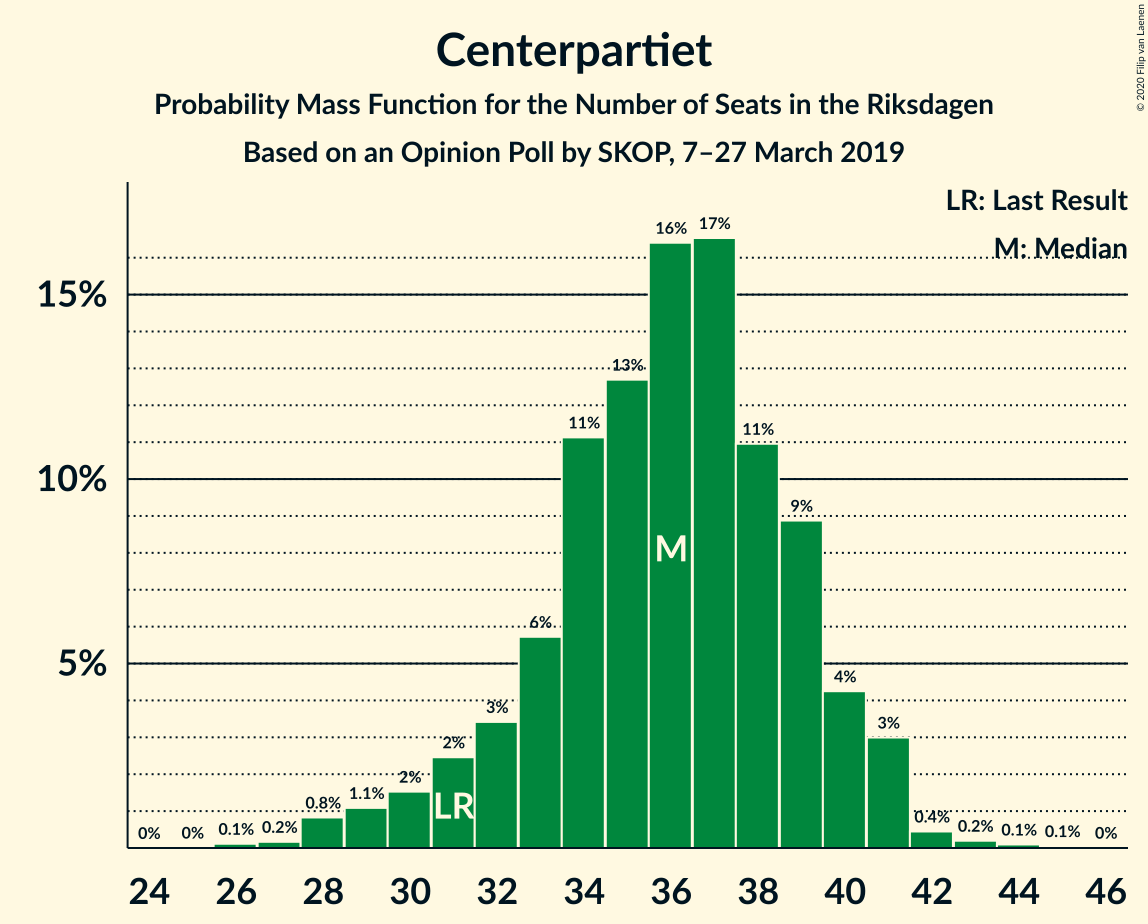 Centerpartiet
Probability Mass Function for the Number of Seats in the Riksdagen
Based on an Opinion Poll by SKOP, 7–27 March 2019
© 2020 Filip van Laenen
LR: Last Result
M: Median
15%
10%
5%
0% 0% 0.1% 0.2% 0.8% 1.1% 2% 2% 3% 6% 11% 13% 16% 17% 11% 9% 4% 3% 0.4% 0.2% 0.1% 0.1% 0%
M
LR
24 26 28 30 32 34 36 38 40 42 44 46